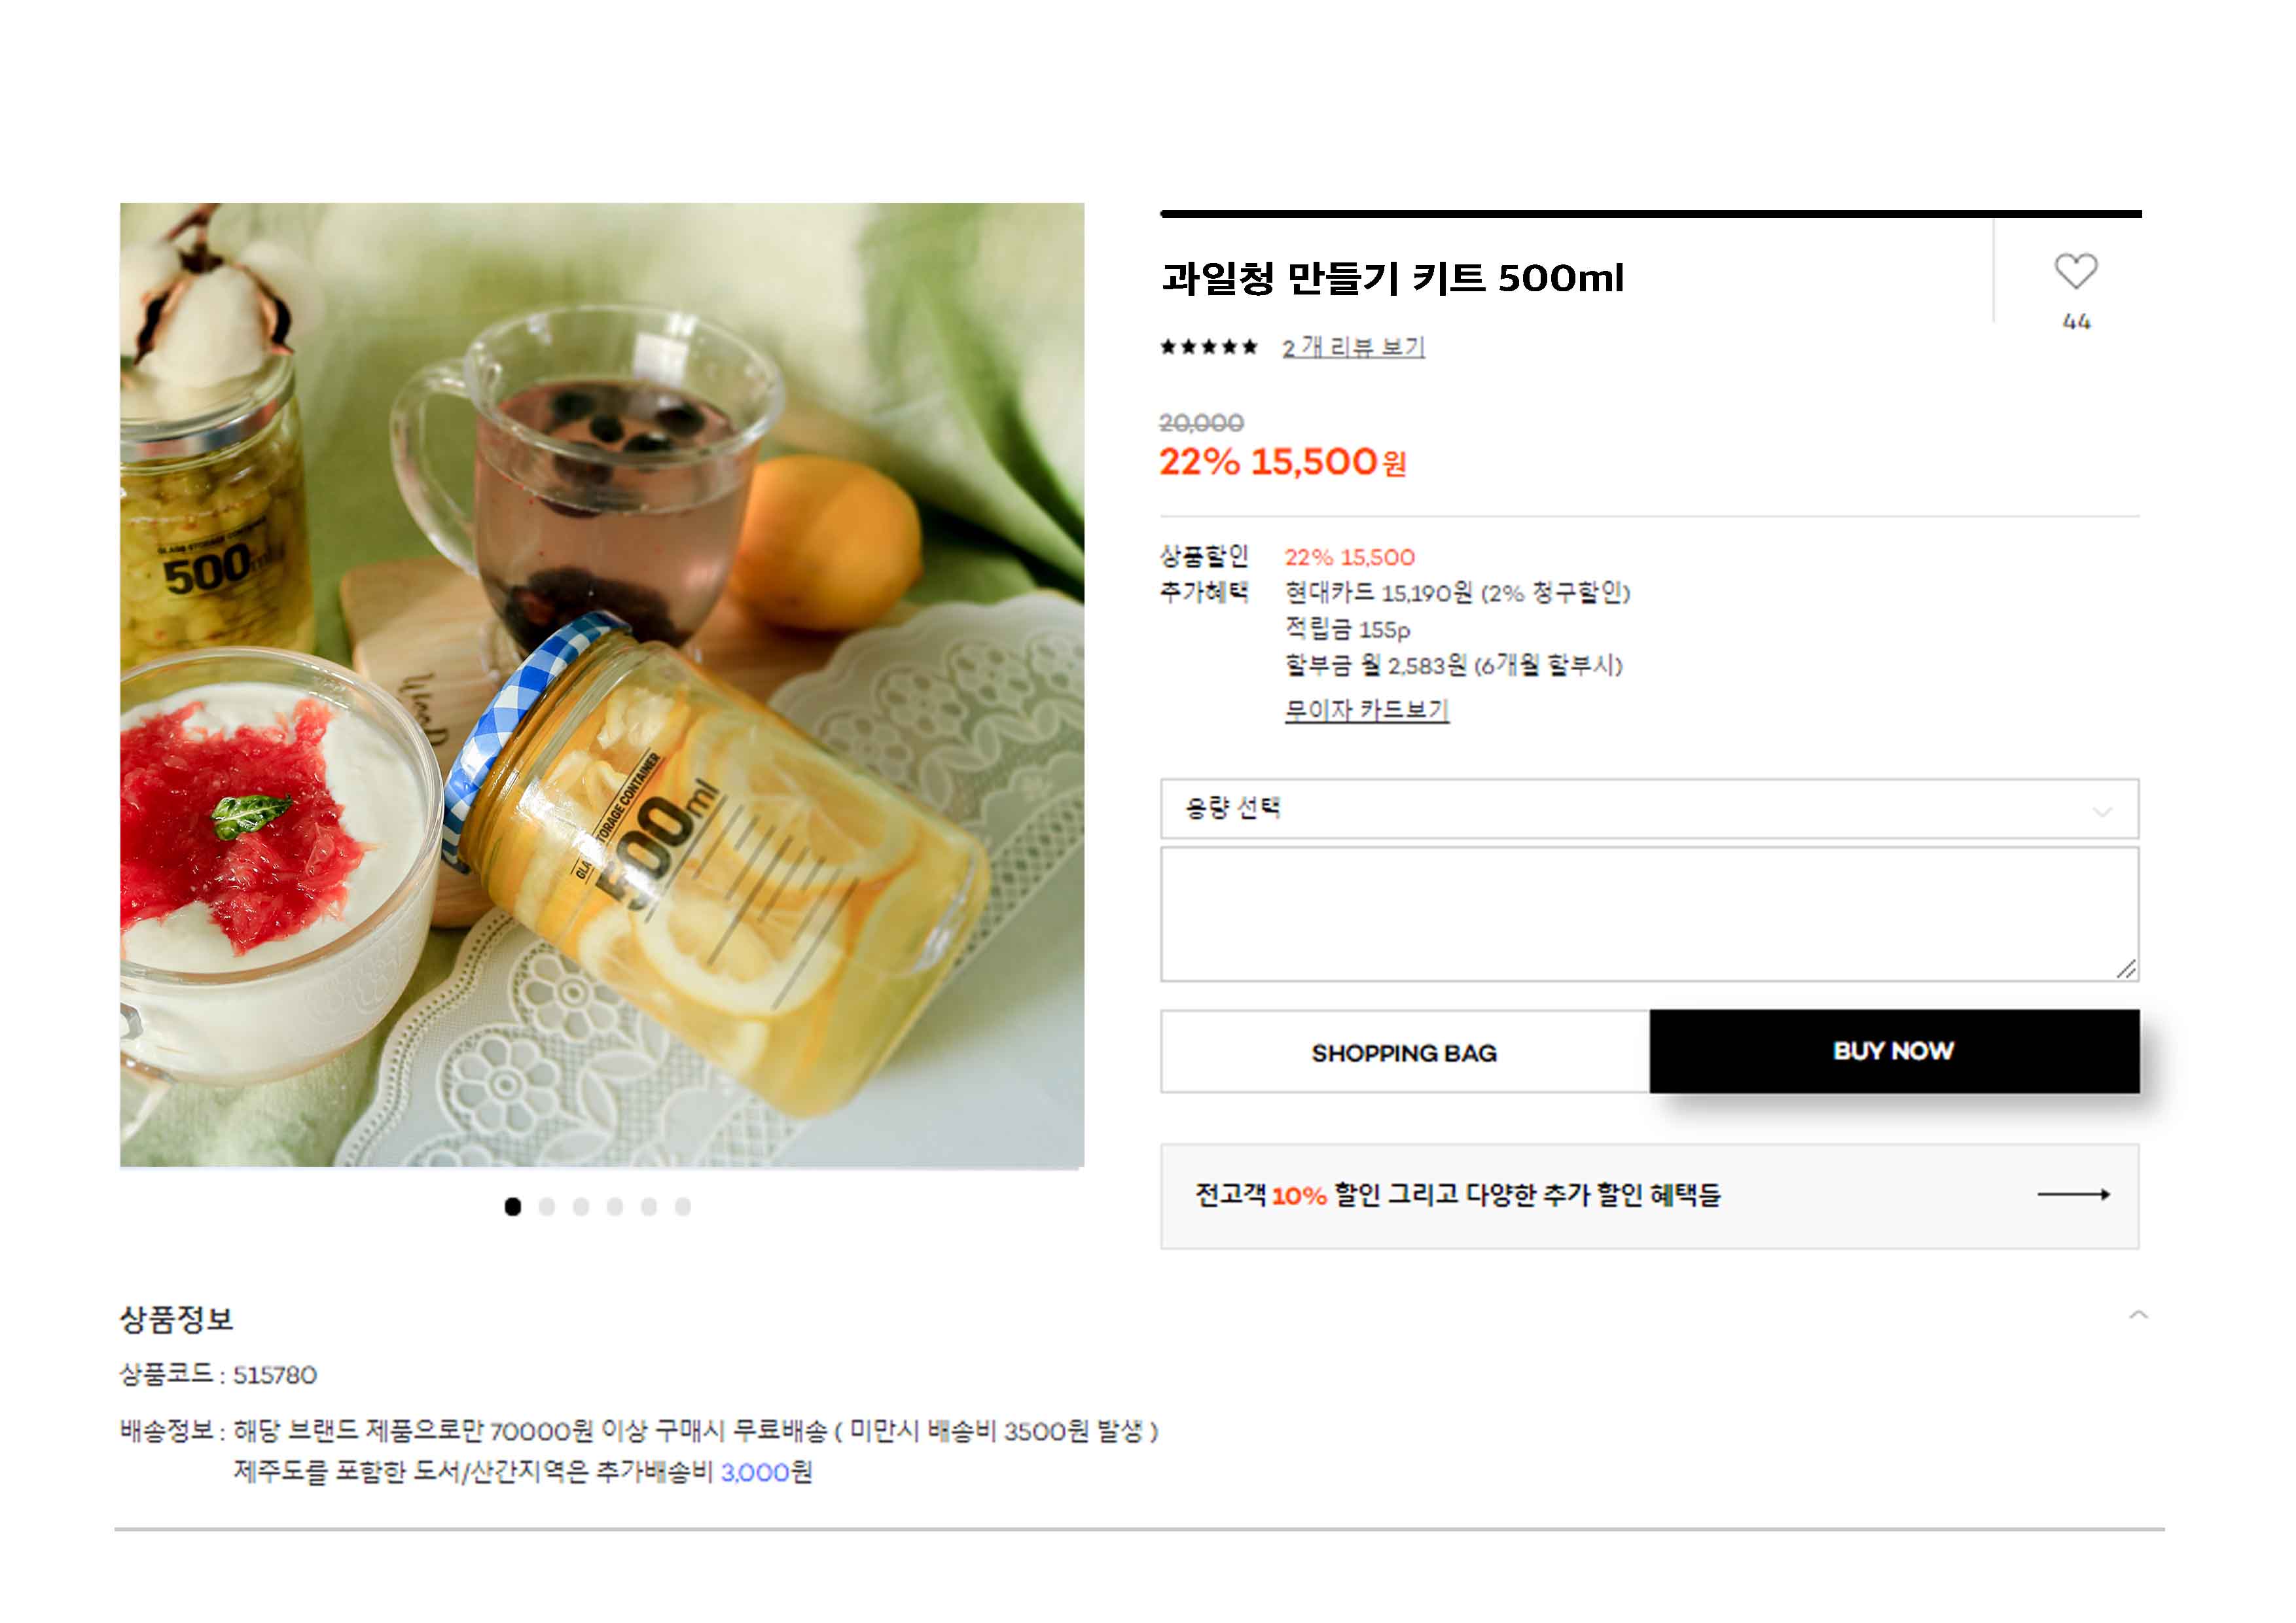 과일청 만들기 키트 500ml
44
★★★★★ 2 개 리뷰 보기
20,000
22% 15,500원
상품할인 22% 15,500
추가혜택 현대카드 15,190원 (2% 청구할인)
적립금 155p
할부금 월 2,583원 (6개월 할부시)
무이자 카드보기
용량 선택
SHOPPING BAG
BUY NOW
전고객 10% 할인 그리고 다양한 추가 할인 혜택들
GLASS STORAGE CONTAINER
500ml
WooD
STORAGE CONTAINER
500ml
상품정보
상품코드 : 515780
배송정보 : 해당 브랜드 제품으로만 70000원 이상 구매시 무료배송 ( 미만시 배송비 3500원 발생 )
제주도를 포함한 도서/산간지역은 추가배송비 3,000원